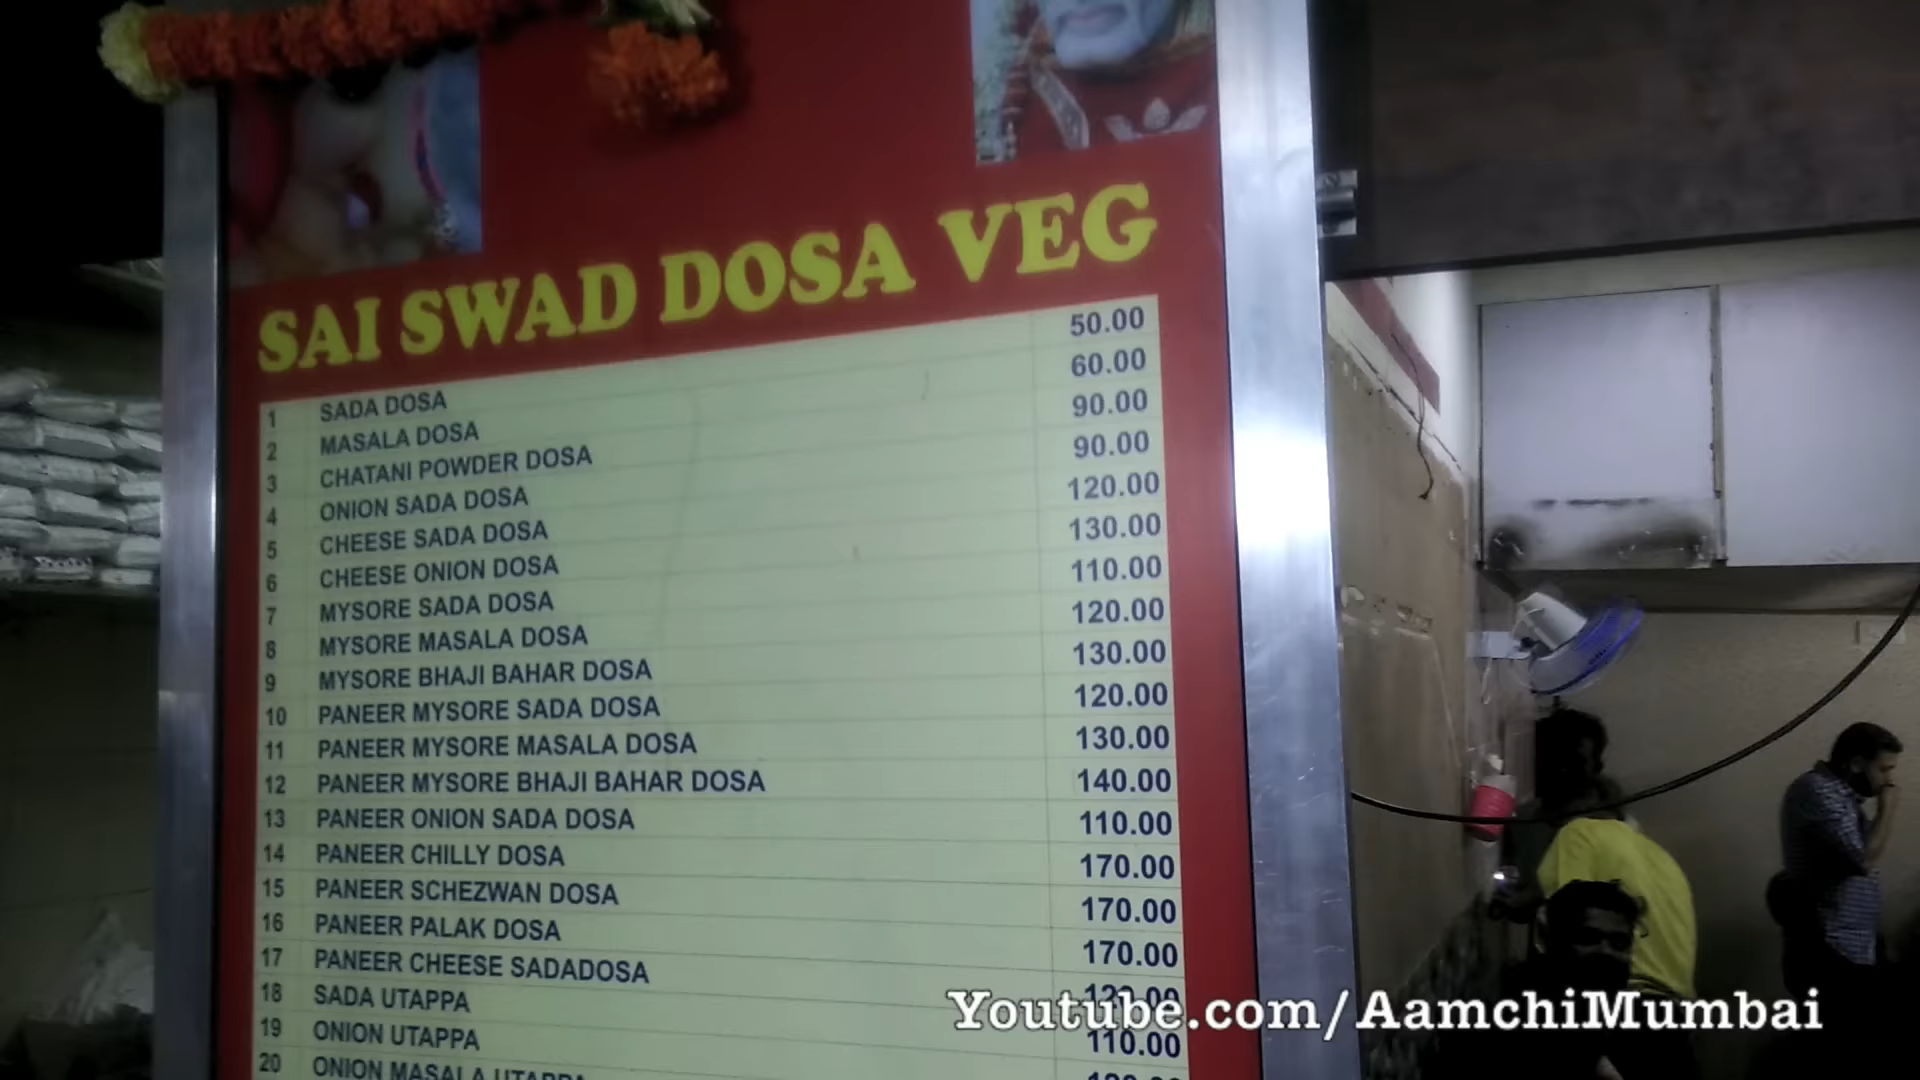 SAI SWAD DOSA VEG
1 SADA DOSA 50.00
2 MASALA DOSA 60.00
3 CHATANI POWDER DOSA 90.00
4 ONION SADA DOSA 90.00
5 CHEESE SADA DOSA 120.00
6 CHEESE ONION DOSA 130.00
7 MYSORE SADA DOSA 110.00
8 MYSORE MASALA DOSA 120.00
9 MYSORE BHAJI BAHAR DOSA 130.00
10 PANEER MYSORE SADA DOSA 120.00
11 PANEER MYSORE MASALA DOSA 130.00
12 PANEER MYSORE BHAJI BAHAR DOSA 140.00
13 PANEER ONION SADA DOSA 110.00
14 PANEER CHILLY DOSA 170.00
15 PANEER SCHEZWAN DOSA 170.00
16 PANEER PALAK DOSA 170.00
17 PANEER CHEESE SADADOSA
18 SADA UTAPPA 110.00
19 ONION UTAPPA
20 ONION MASALA UTAPPA
Youtube.com/AamchiMumbai